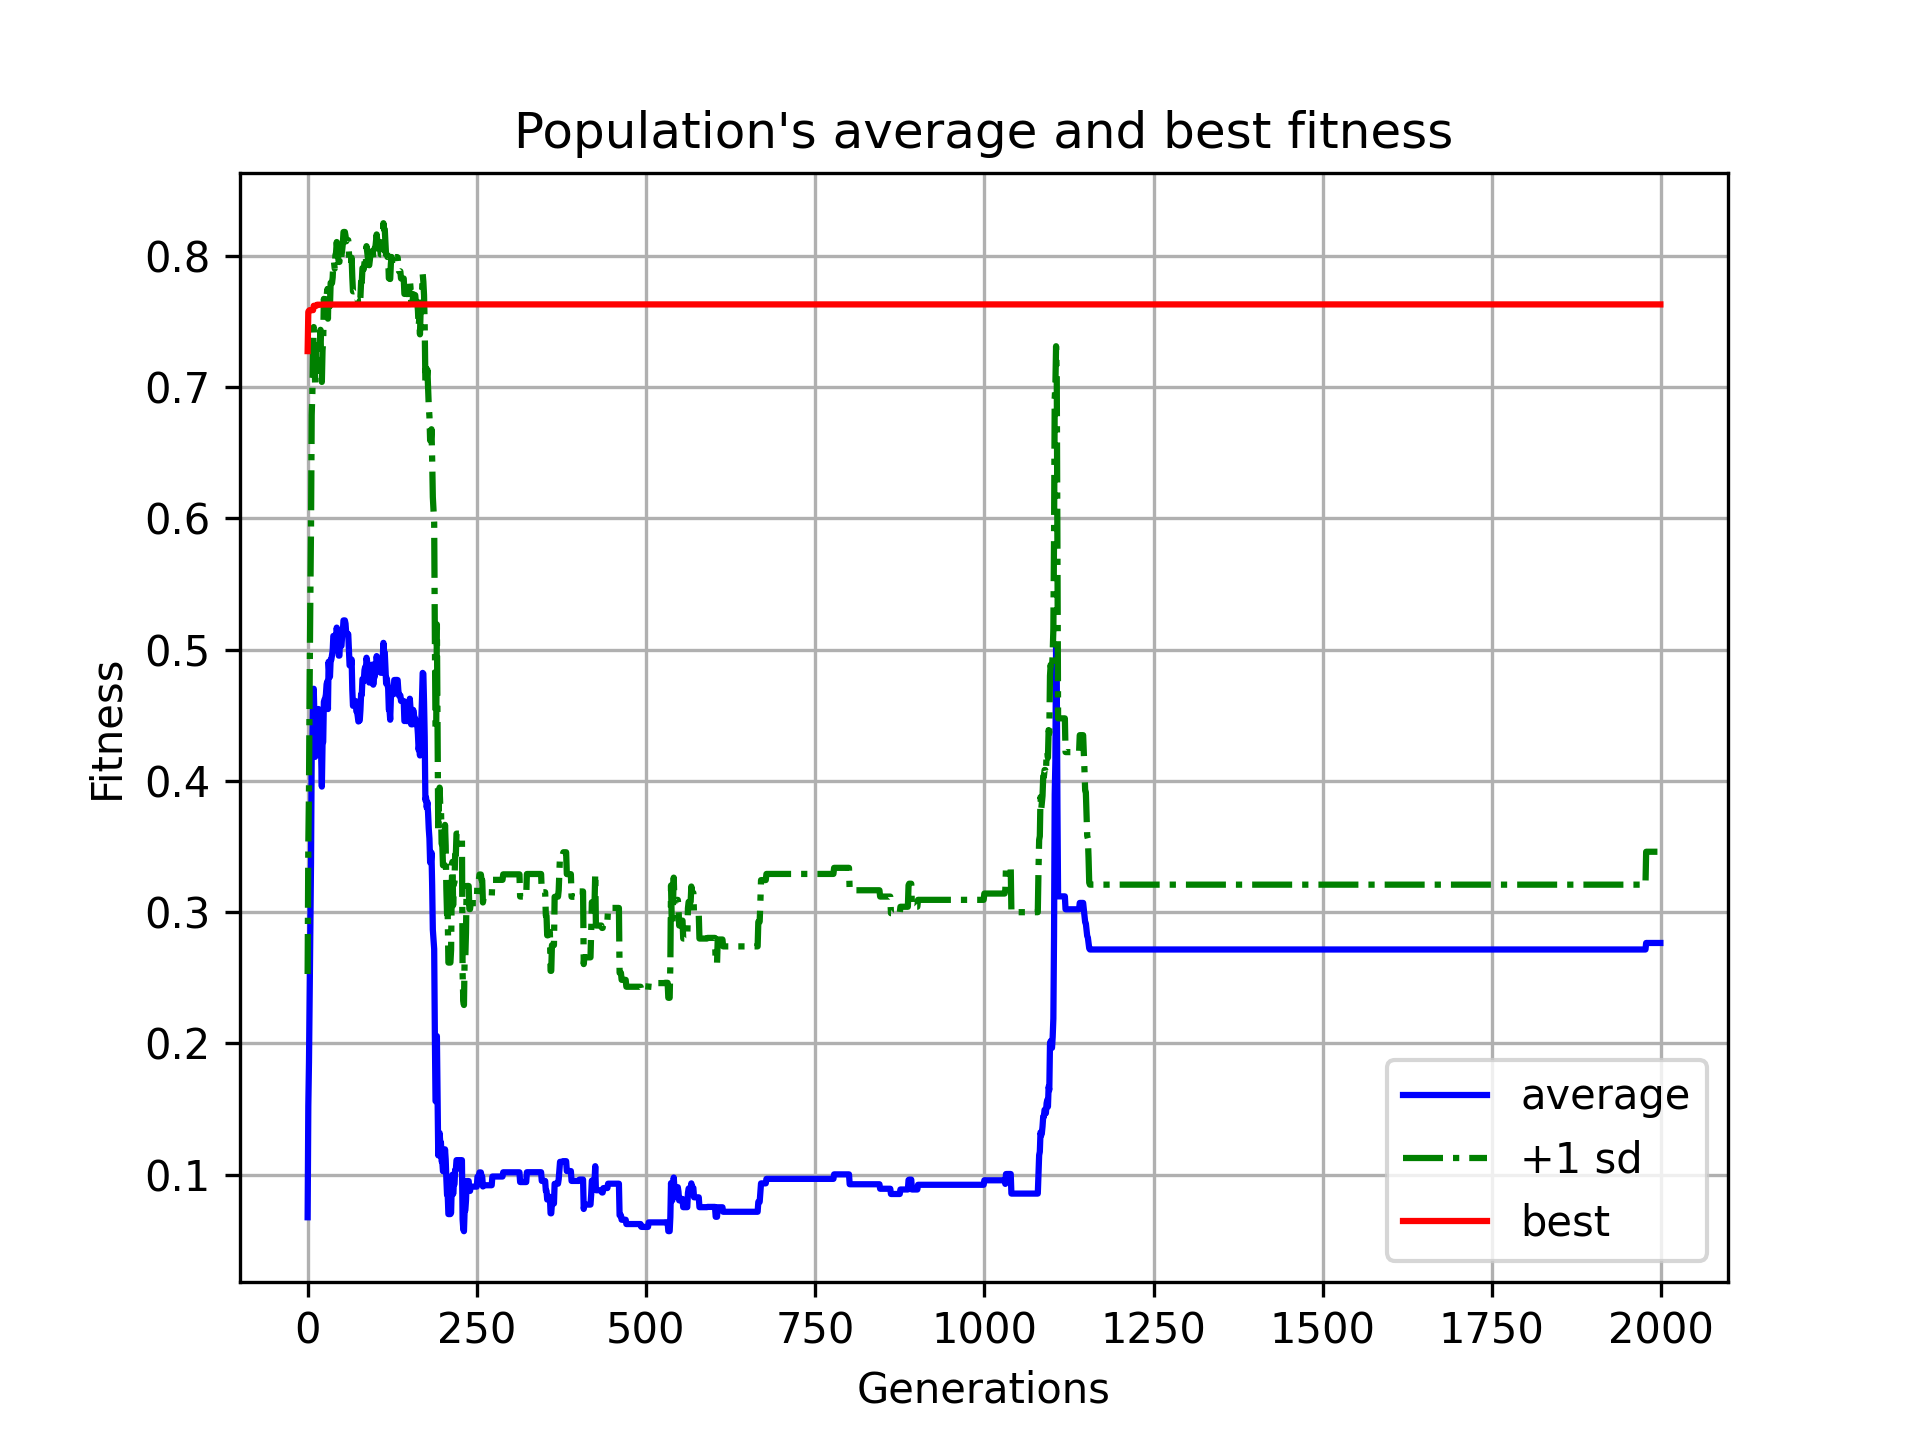 Population's average and best fitness
Fitness
0.8
0.7
0.6
0.5
0.4
0.3
0.2
0.1
average
+1 sd
best
0 250 500 750 1000 1250 1500 1750 2000
Generations